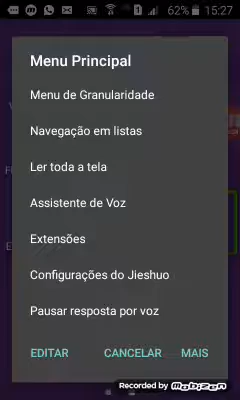 62% 15:27
Menu Principal
Menu de Granularidade
Navegação em listas
Ler toda a tela
Assistente de Voz
Extensões
Configurações do Jieshuo
Pausar resposta por voz
EDITAR CANCELAR MAIS
Recorded by Mobizen